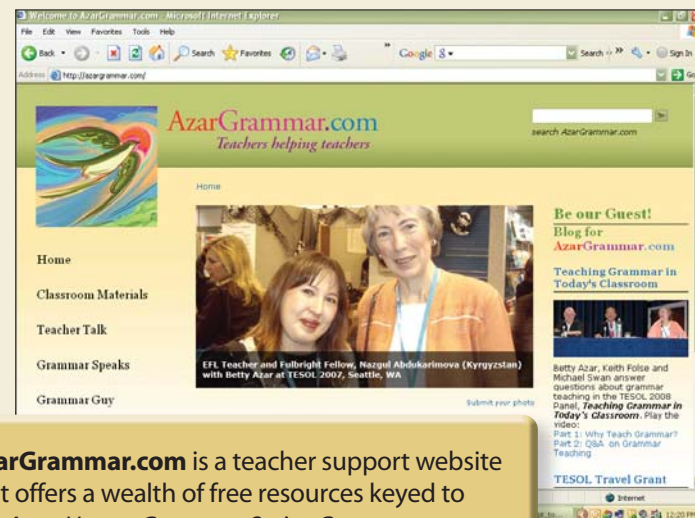 Welcome to AzarGrammar.com - Microsoft Internet Explorer
File Edit View Favorites Tools Help
Back Search Favorites Google Search Sign In
Address http://azargrammar.com/ Go
AzarGrammar.com
Teachers helping teachers
search AzarGrammar.com
Home
Home
Classroom Materials
Teacher Talk
Grammar Speaks
Grammar Guy
EFL Teacher and Fulbright Fellow, Nazgul Abdukarimova (Kyrgyzstan)
with Betty Azar at TESOL 2007, Seattle, WA
Submit your photo
Be our Guest!
Blog for
AzarGrammar.com
Teaching Grammar in
Today's Classroom
Betty Azar, Keith Folse and
Michael Swan answer
questions about grammar
teaching in the TESOL 2008
Panel, Teaching Grammar in
Today's Classroom. Play the
video:
Part 1: Why Teach Grammar?
Part 2: Q&A on Grammar
Teaching
TESOL Travel Grant
Internet
12:20 PM
arGrammar.com is a teacher support website
t offers a wealth of free resources keyed to